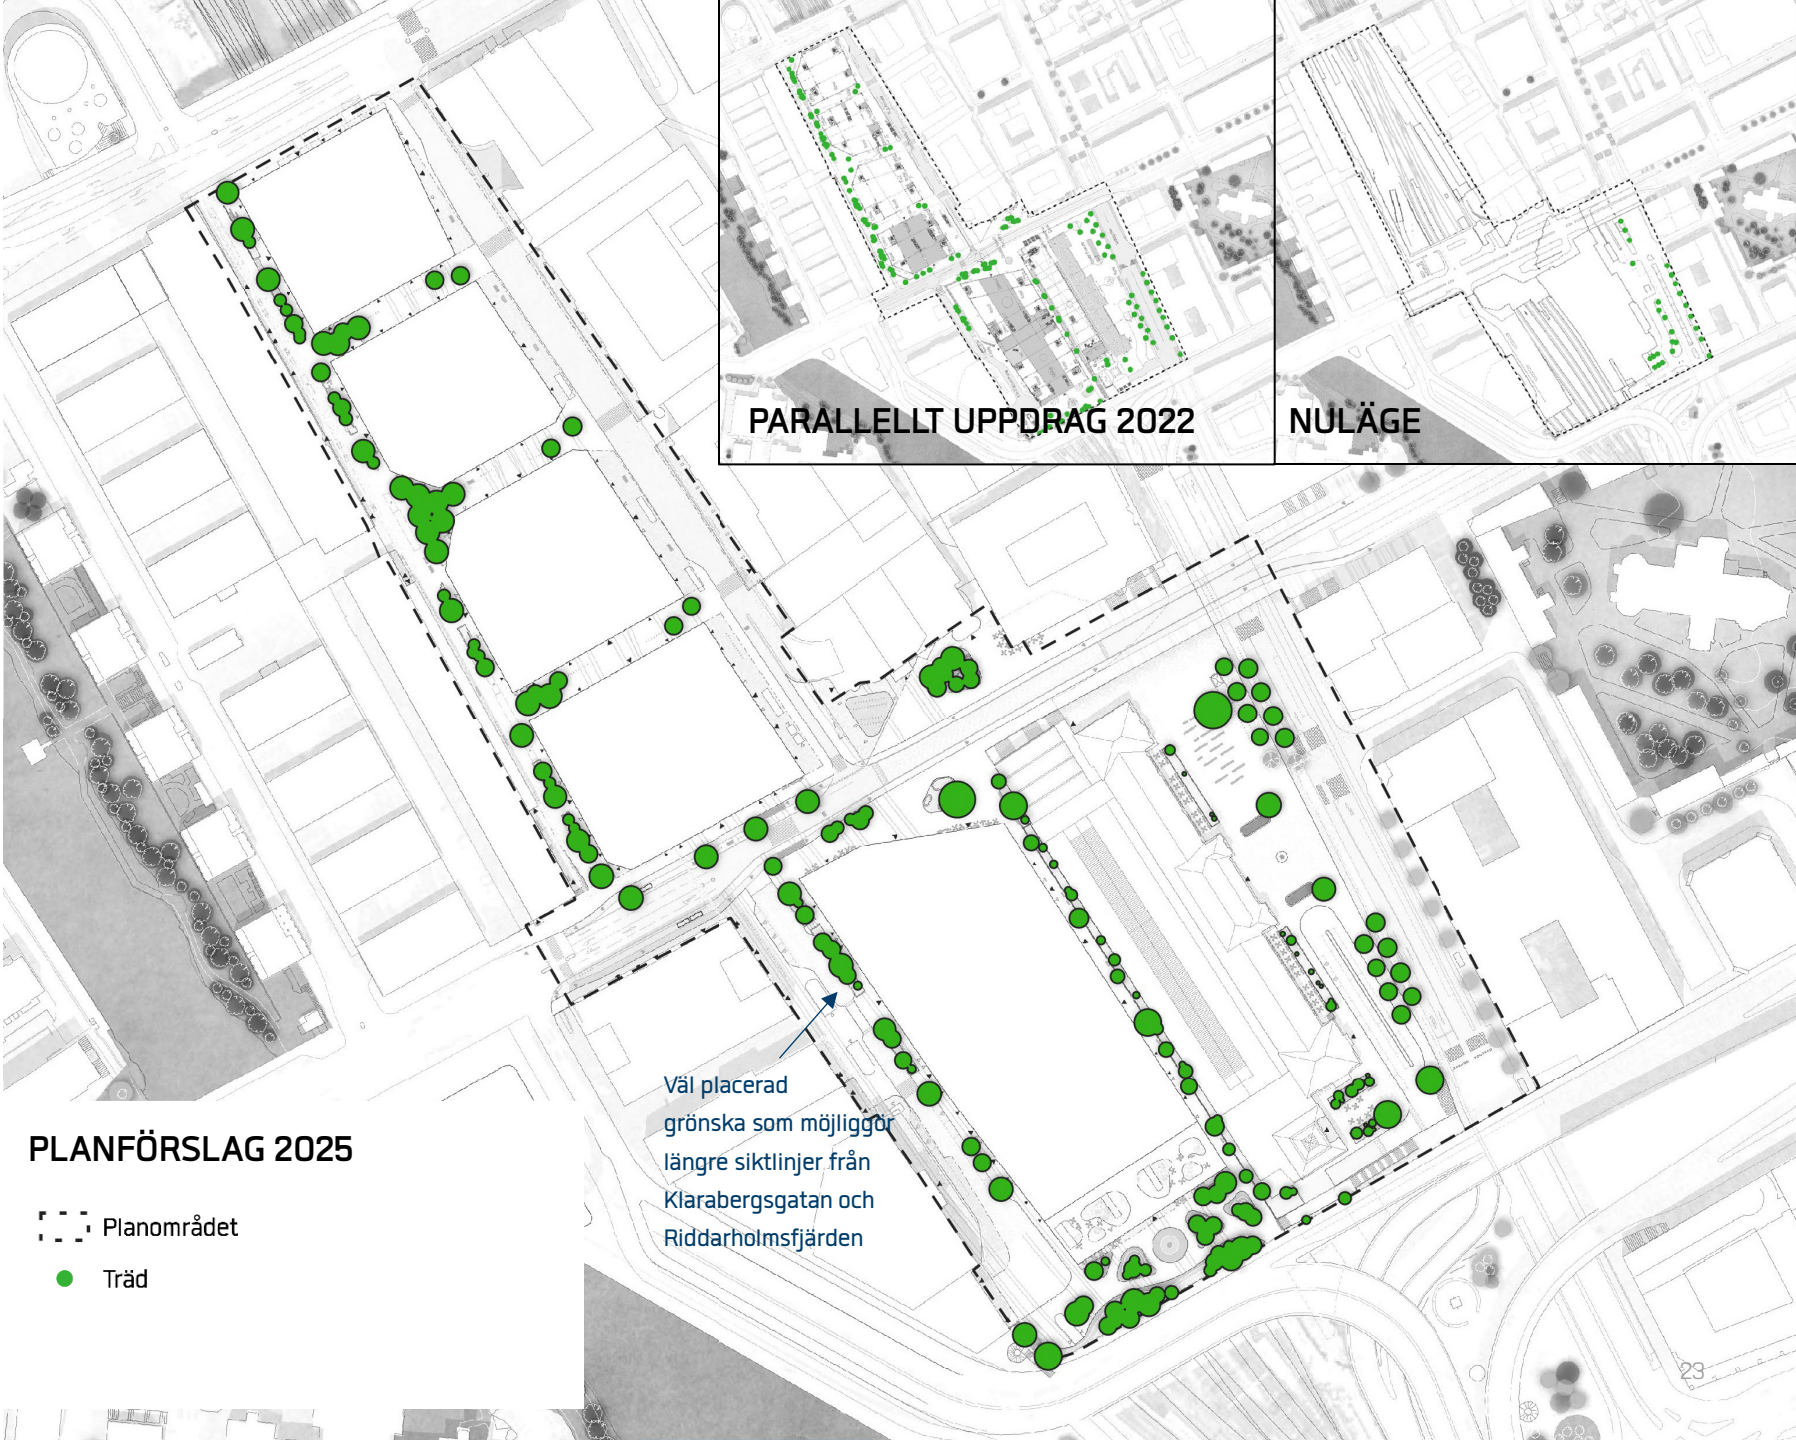 PARALLELLT UPPDRAG 2022
NULÄGE
Väl placerad
grönska som möjliggör
längre siktlinjer från
Klarabergsgatan och
Riddarholmsfjärden
PLANFÖRSLAG 2025
Planområdet
Träd
23